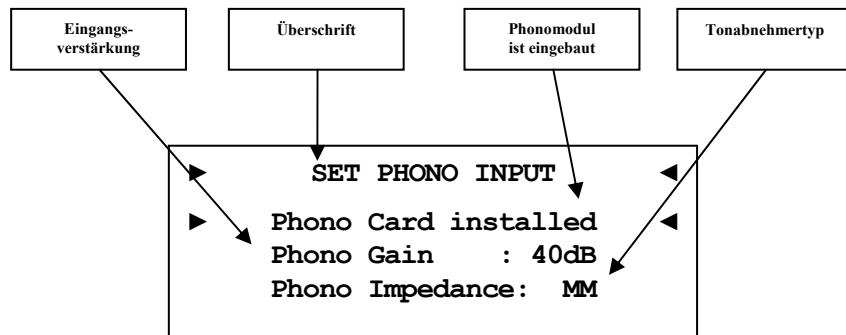 Eingangs-
verstärkung
Überschrift
Phonomodul
ist eingebaut
Tonabnehmertyp
► SET PHONO INPUT ◄
► Phono Card installed ◄
Phono Gain : 40dB
Phono Impedance: MM